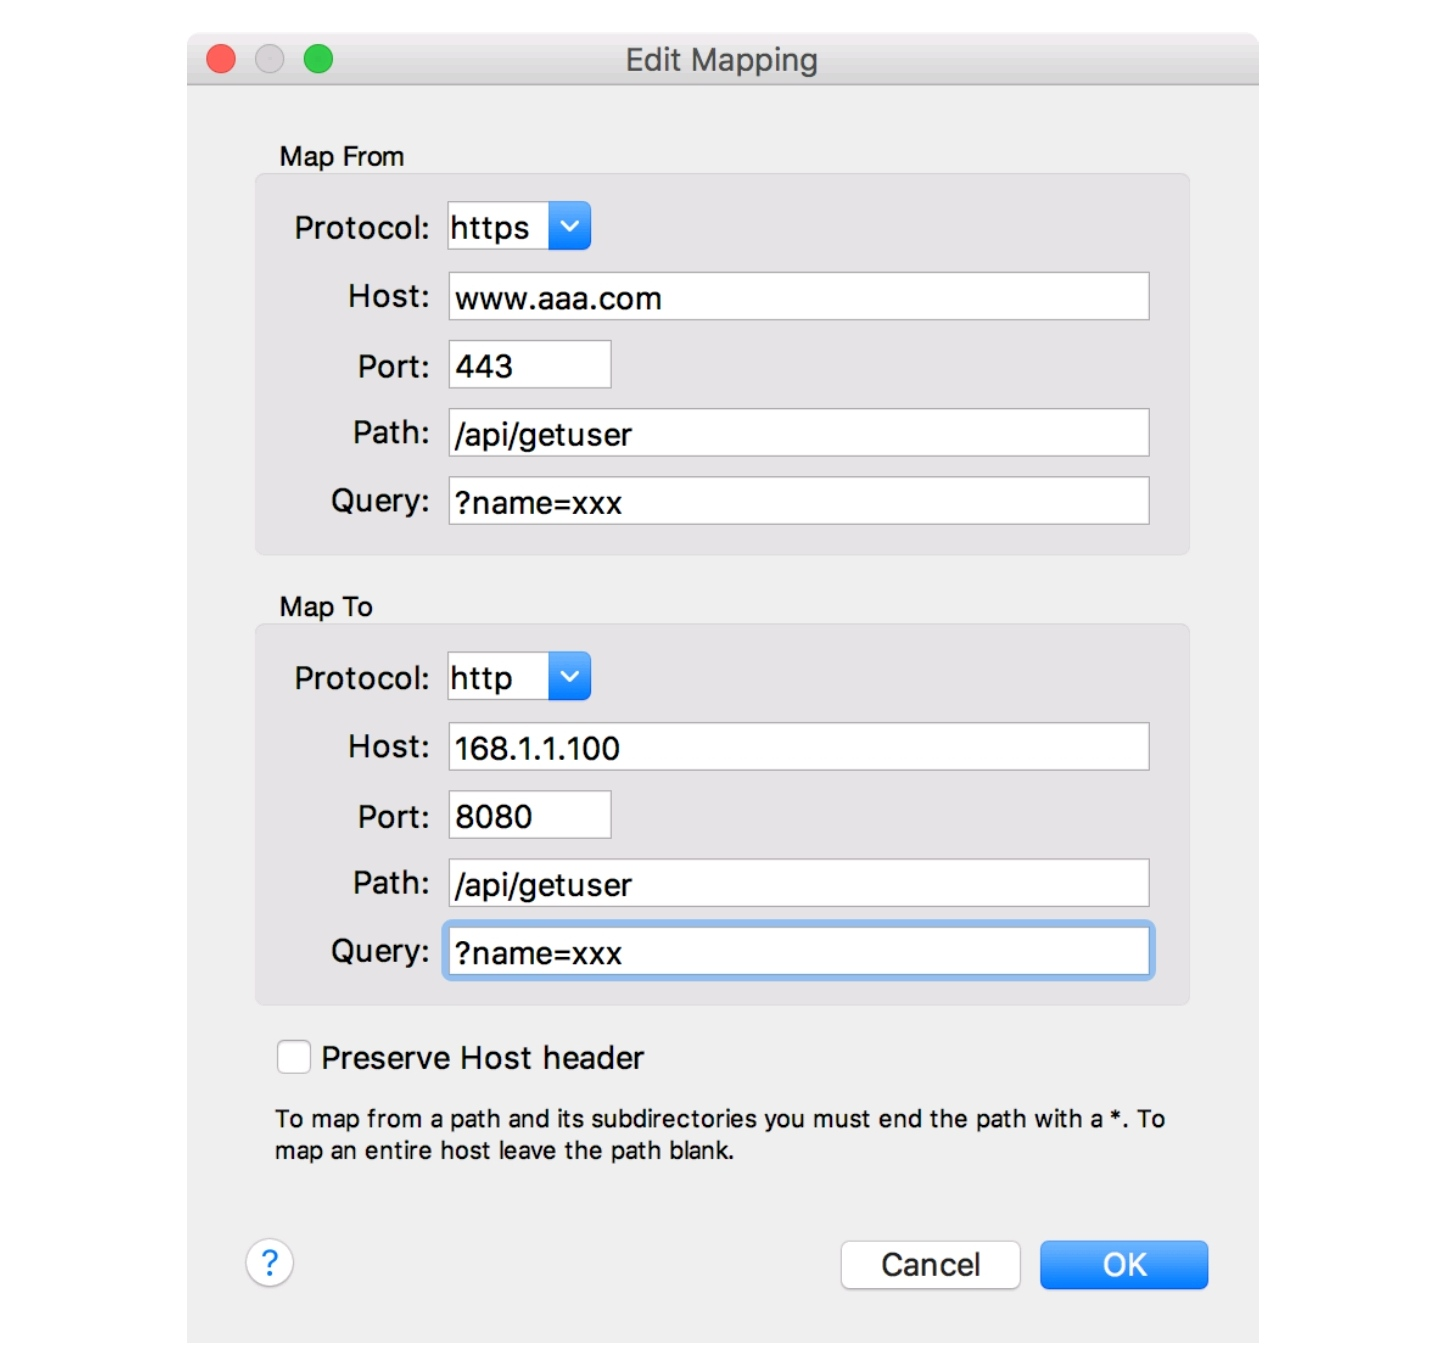 Edit Mapping
Map From
Protocol: https
Host: www.aaa.com
Port: 443
Path: /api/getuser
Query: ?name=xxx
Map To
Protocol: http
Host: 168.1.1.100
Port: 8080
Path: /api/getuser
Query: ?name=xxx
Preserve Host header
To map from a path and its subdirectories you must end the path with a *. To
map an entire host leave the path blank.
? Cancel OK